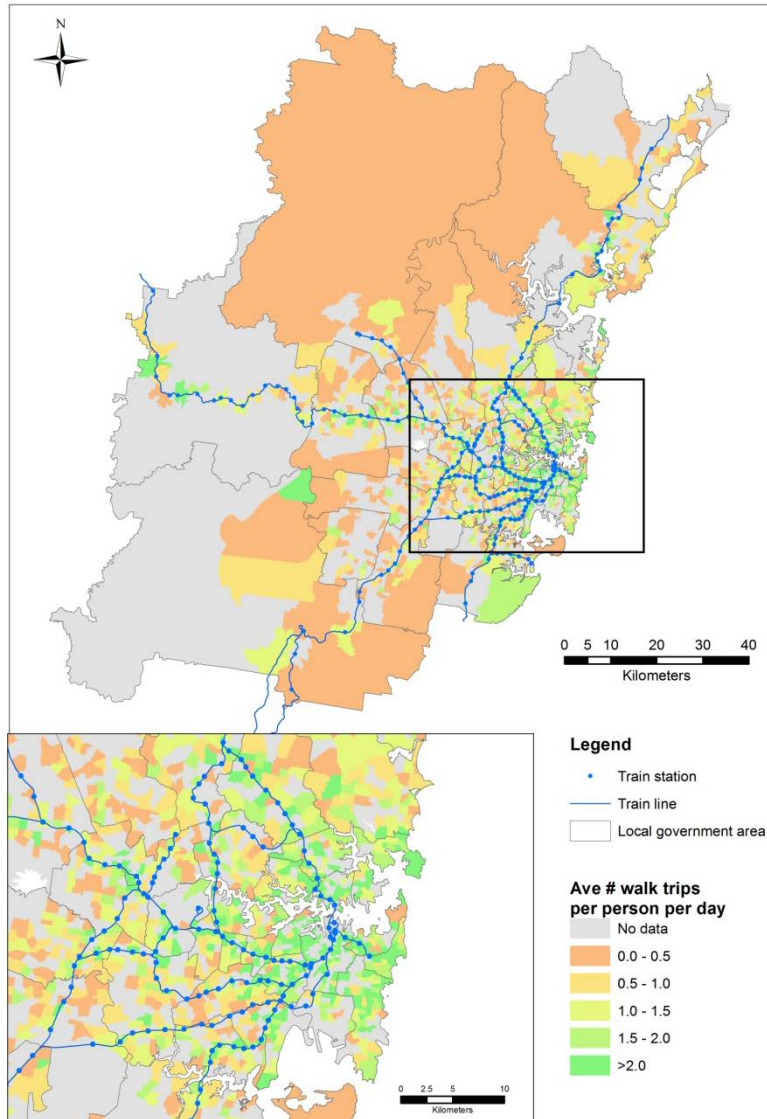 N
0 5 10 20 30 40
Kilometers
Legend
Train station
Train line
Local government area
Ave # walk trips
per person per day
No data
0.0 - 0.5
0.5 - 1.0
1.0 - 1.5
1.5 - 2.0
>2.0
0 2.5 5 10
Kilometers